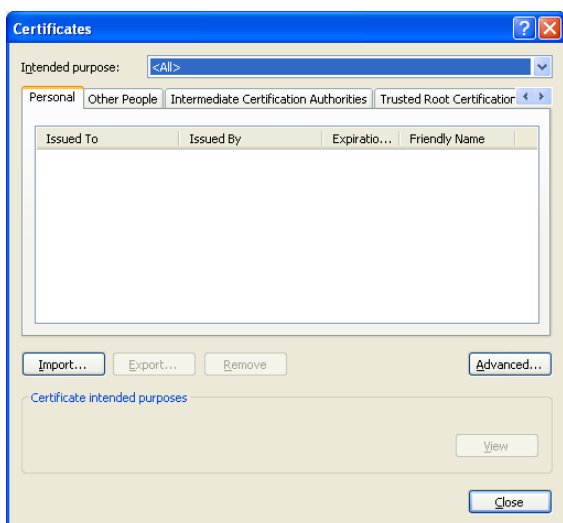 Certificates
Intended purpose: <All>
Personal Other People Intermediate Certification Authorities Trusted Root Certification
Issued To Issued By Expiratio... Friendly Name
Import... Export... Remove Advanced...
Certificate intended purposes
View
Close